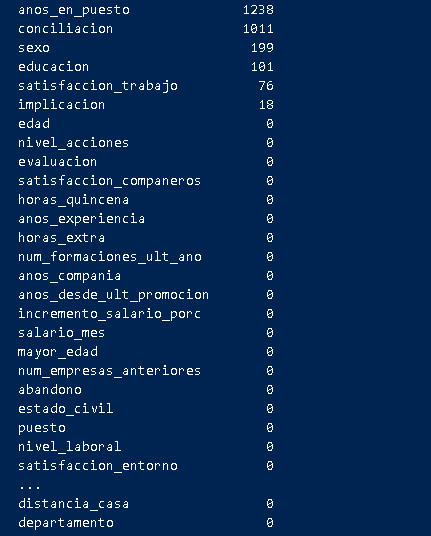 anos_en_puesto 1238
conciliacion 1011
sexo 199
educacion 101
satisfaccion_trabajo 76
implicacion 18
edad 0
nivel_acciones 0
evaluacion 0
satisfaccion_companeros 0
horas_quincena 0
anos_experiencia 0
horas_extra 0
num_formaciones_ult_ano 0
anos_compania 0
anos_desde_ult_promocion 0
incremento_salario_porc 0
salario_mes 0
mayor_edad 0
num_empresas_anteriores 0
abandono 0
estado_civil 0
puesto 0
nivel_laboral 0
satisfaccion_entorno 0
...
distancia_casa 0
departamento 0